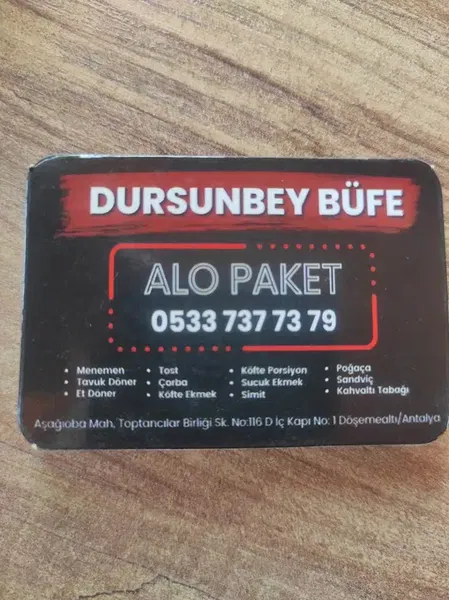 DURSUNBEY BÜFE
ALO PAKET
0533 737 73 79
• Menemen • Tost • Köfte Porsiyon • Poğaça
• Tavuk Döner • Çorba • Sucuk Ekmek • Sandviç
• Et Döner • Köfte Ekmek • Simit • Kahvaltı Tabağı
Aşağıoba Mah, Toptancılar Birliği Sk. No:116 D İç Kapı No: 1 Döşemealtı/Antalya